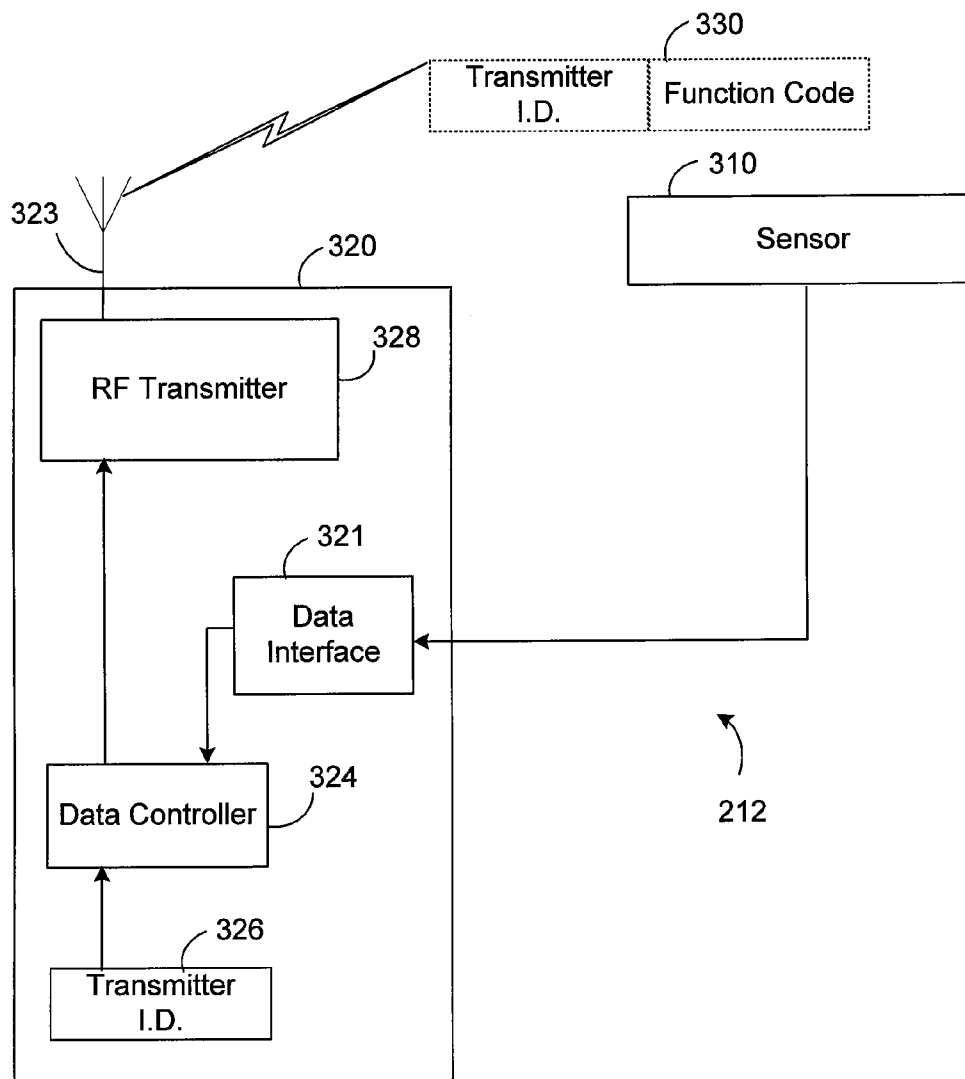 330
Transmitter
I.D.
Function Code
310
Sensor
323
320
RF Transmitter
328
321
Data
Interface
Data Controller
324
212
326
Transmitter
I.D.